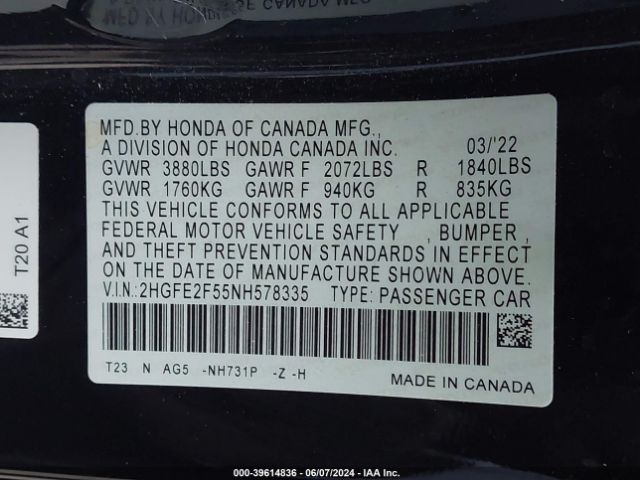 MFD.BY HONDA OF CANADA MFG.,
A DIVISION OF HONDA CANADA INC. 03/'22
GVWR 3880LBS GAWR F 2072LBS R 1840LBS
GVWR 1760KG GAWR F 940KG R 835KG
THIS VEHICLE CONFORMS TO ALL APPLICABLE
FEDERAL MOTOR VEHICLE SAFETY , BUMPER ,
AND THEFT PREVENTION STANDARDS IN EFFECT
ON THE DATE OF MANUFACTURE SHOWN ABOVE.
V.I.N.:2HGFE2F55NH578335 TYPE: PASSENGER CAR
T23 N AG5 -NH731P -Z -H
MADE IN CANADA
T20 A1
000-39614836 - 06/07/2024 - IAA Inc.